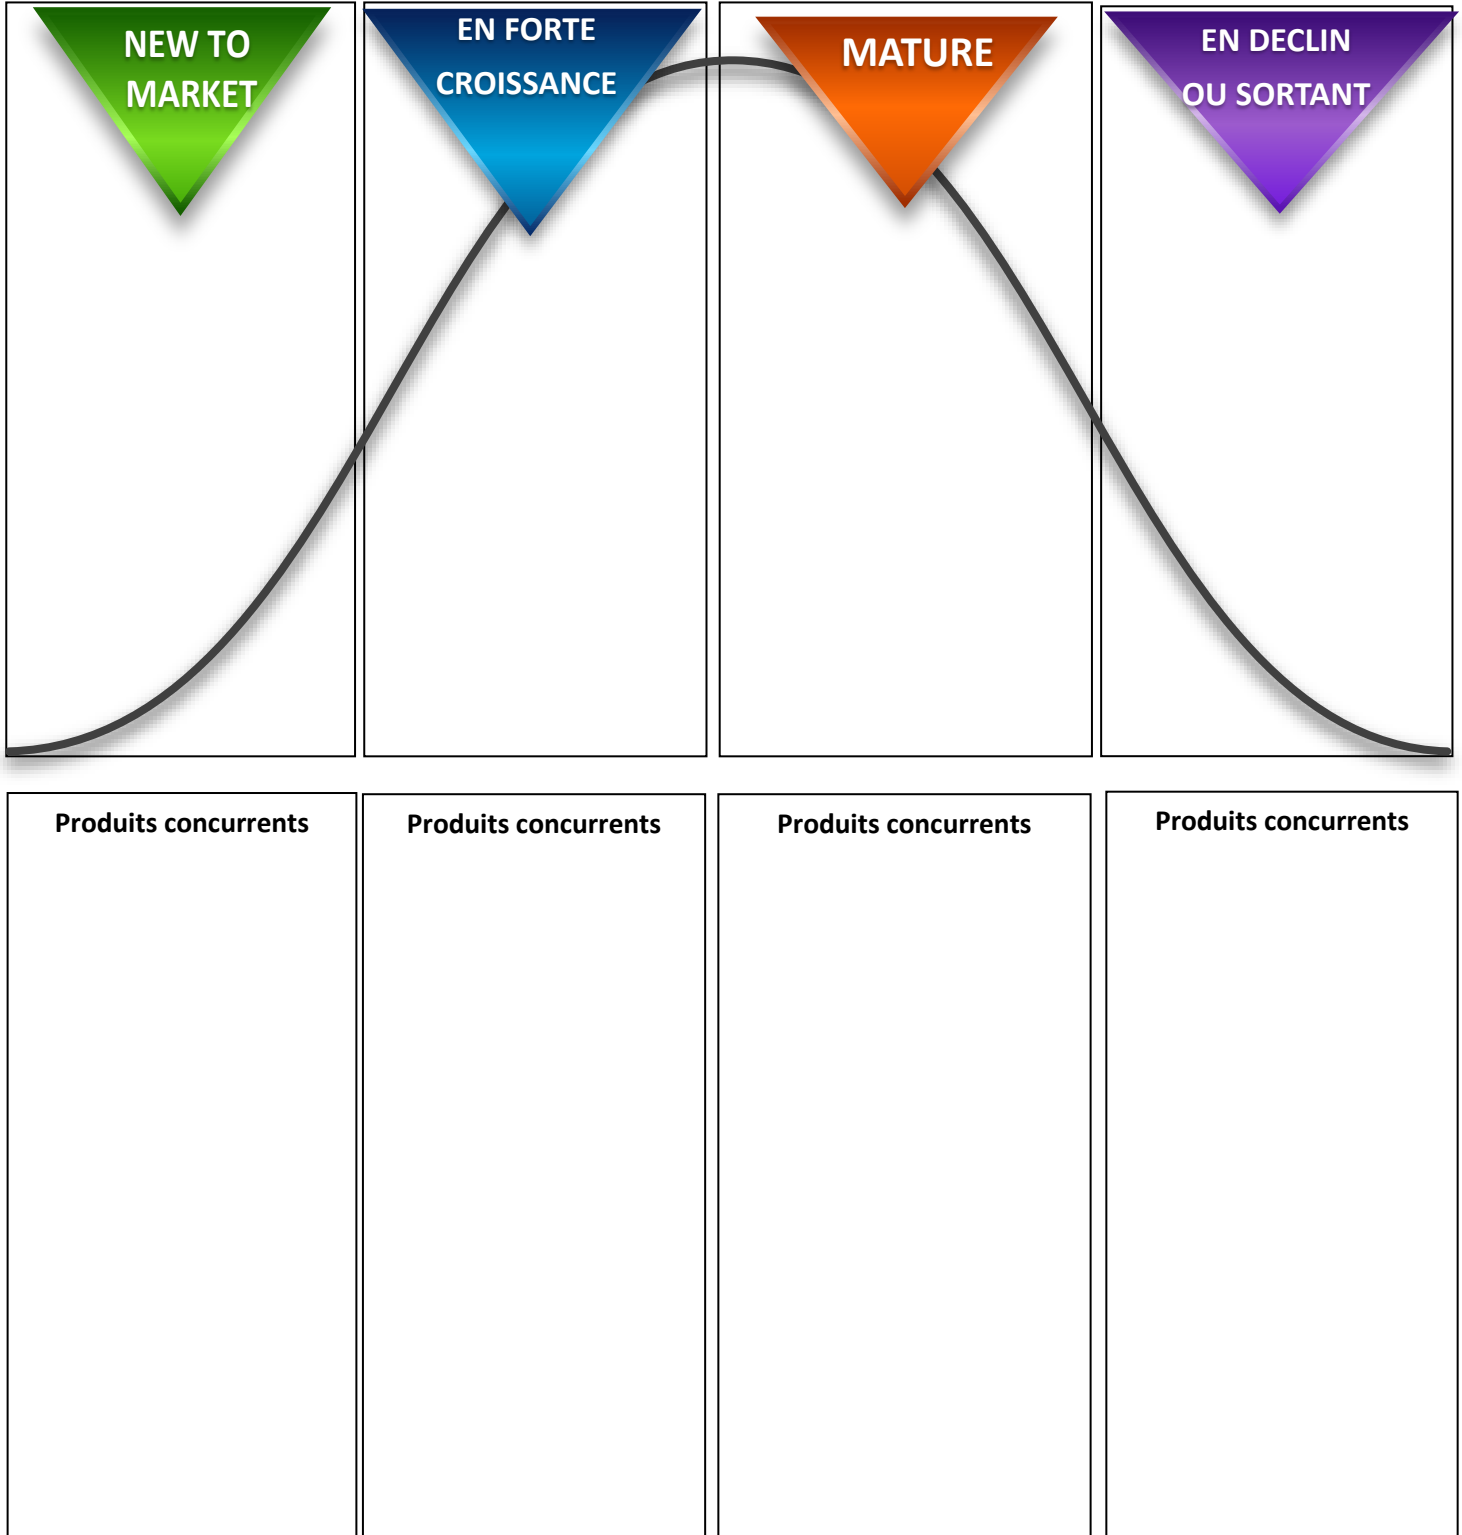 NEW TO
MARKET
EN FORTE
CROISSANCE
MATURE
EN DECLIN
OU SORTANT
Produits concurrents
Produits concurrents
Produits concurrents
Produits concurrents